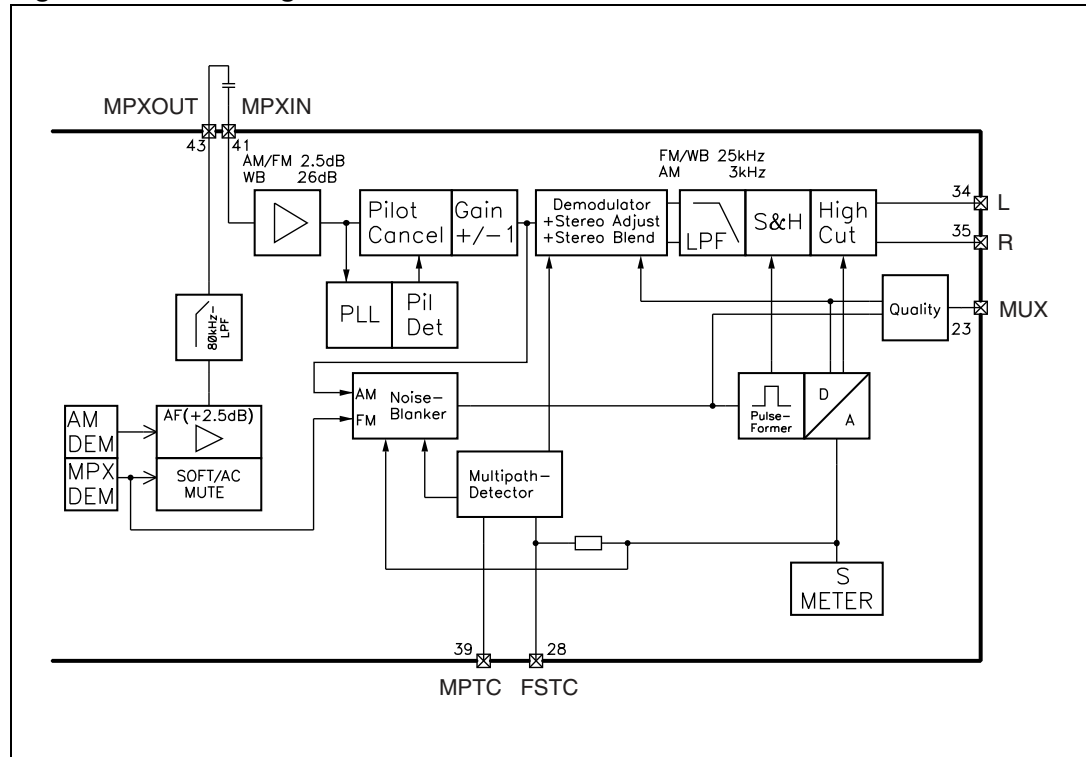 MPXOUT MPXIN
43 41
AM/FM 2.5dB
WB 26dB
FM/WB 25kHz
AM 3kHz
Pilot
Cancel
Gain
+/-1
Demodulator
+Stereo Adjust
+Stereo Blend
LPF
S&H
High
Cut
34
L
35
R
PLL
Pil
Det
Quality
MUX
23
80kHz-
LPF
AM
FM
Noise-
Blanker
Pulse-
Former
D
A
AM
DEM
AF(+2.5dB)
MPX
DEM
SOFT/AC
MUTE
Multipath-
Detector
S
METER
39
28
MPTC FSTC